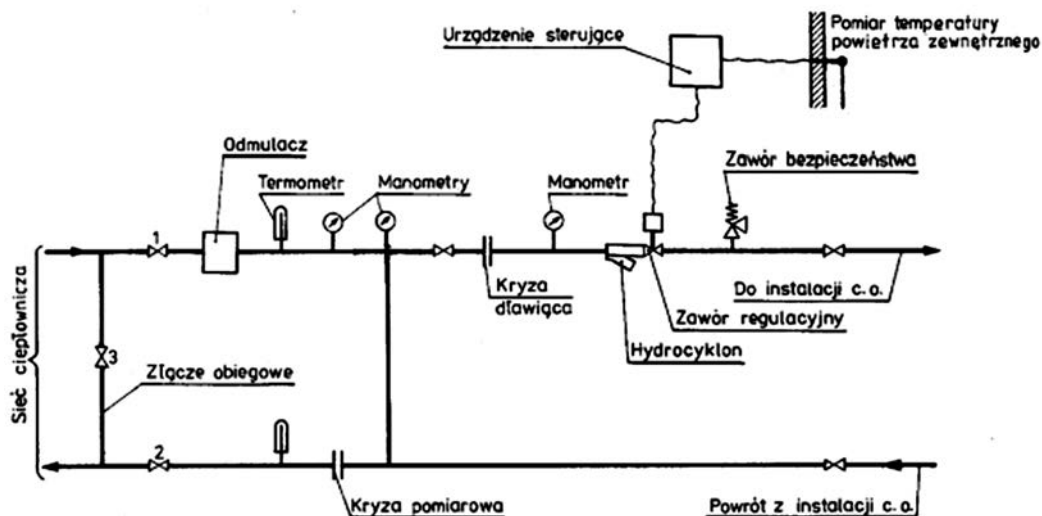 Urządzenie sterujące
Pomiar temperatury
powietrza zewnętrznego
Odmulacz
Termometr
Manometry
Manometr
Zawór bezpieczeństwa
1
Kryza
dławiąca
Do instalacji c.o.
Zawór regulacyjny
Hydrocyklon
Sieć ciepłownicza
3
Złącze obiegowe
2
Kryza pomiarowa
Powrót z instalacji c.o.